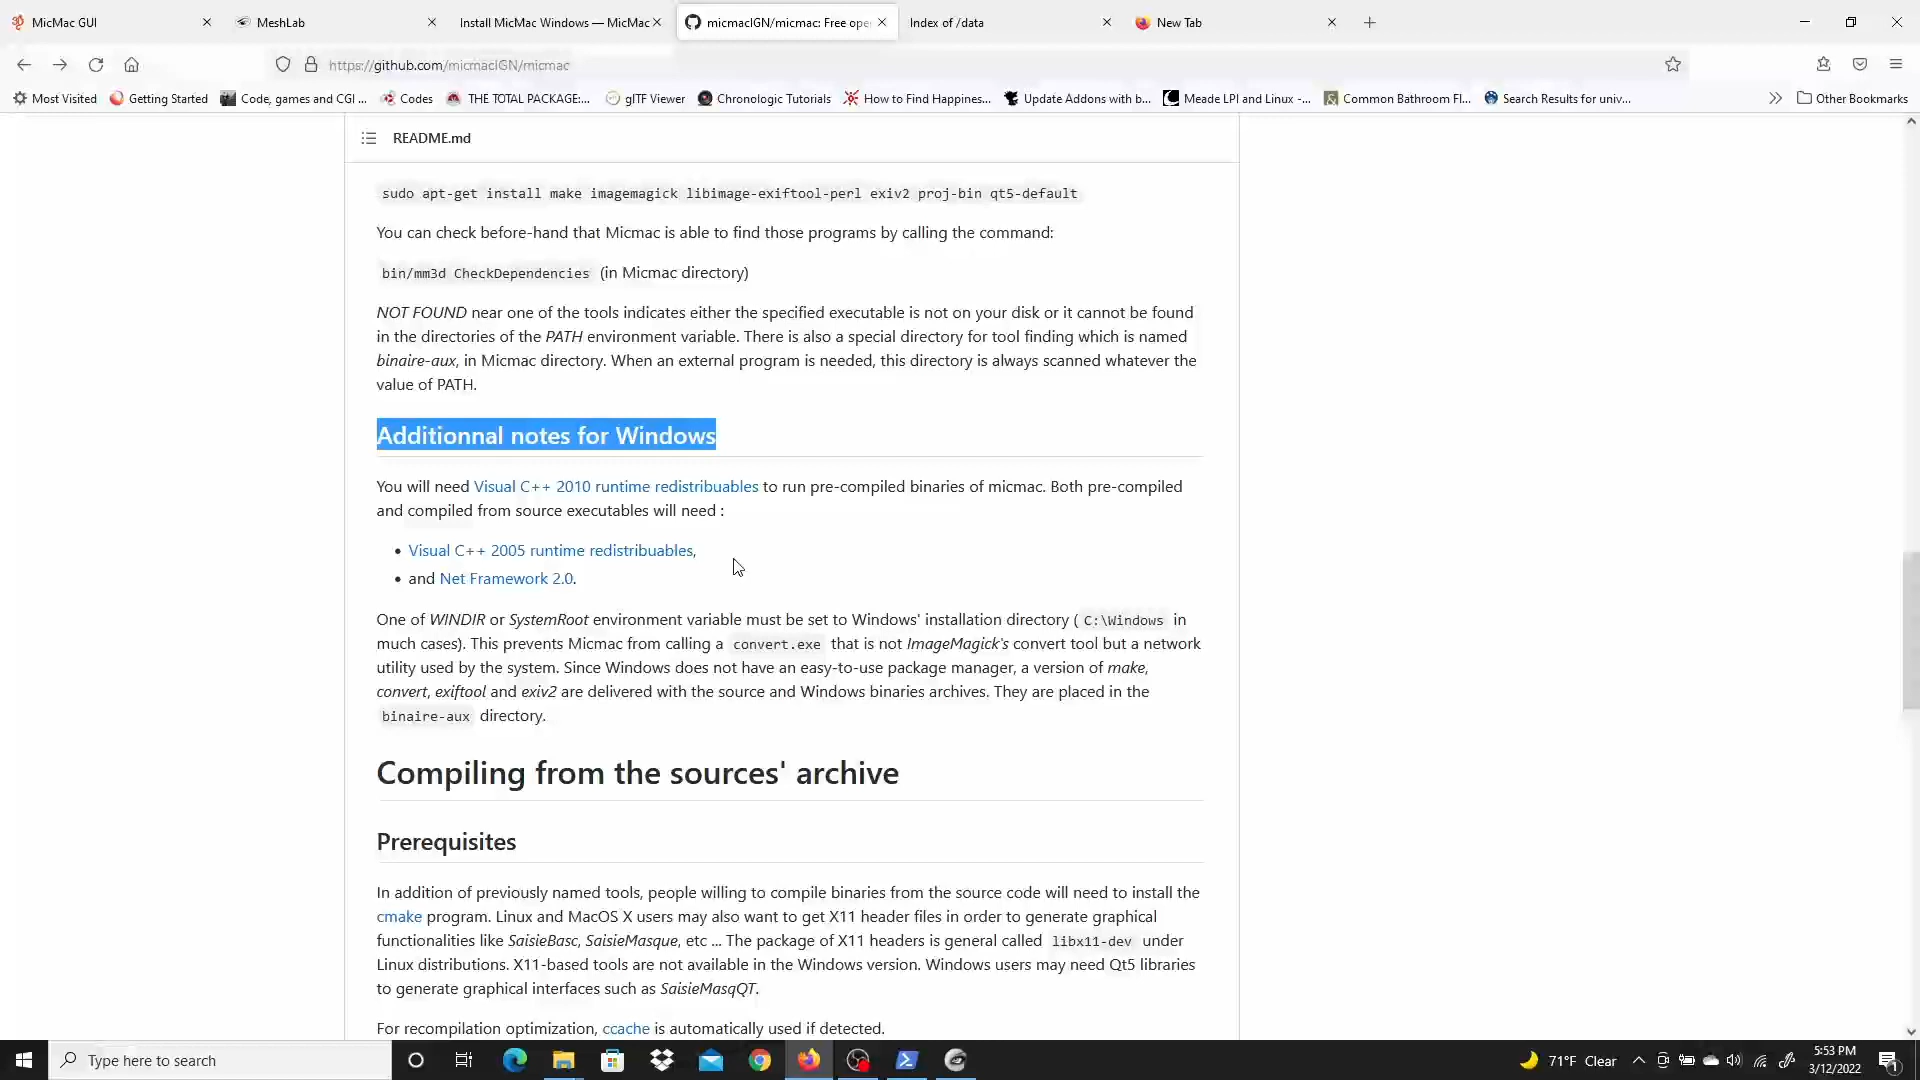 MicMac GUI
MeshLab
Install MicMac Windows — MicMac
micmacIGN/micmac: Free ope
Index of /data
New Tab
https://github.com/micmacIGN/micmac
Most Visited
Getting Started
Code, games and CGI ...
Codes
THE TOTAL PACKAGE:...
glTF Viewer
Chronologic Tutorials
How to Find Happines...
Update Addons with b...
Meade LPI and Linux -...
Common Bathroom Fl...
Search Results for univ...
Other Bookmarks
README.md
sudo apt-get install make imagemagick libimage-exiftool-perl exiv2 proj-bin qt5-default
You can check before-hand that Micmac is able to find those programs by calling the command:
bin/mm3d CheckDependencies (in Micmac directory)
NOT FOUND near one of the tools indicates either the specified executable is not on your disk or it cannot be found
in the directories of the PATH environment variable. There is also a special directory for tool finding which is named
binaire-aux, in Micmac directory. When an external program is needed, this directory is always scanned whatever the
value of PATH.
Additionnal notes for Windows
You will need Visual C++ 2010 runtime redistribuables to run pre-compiled binaries of micmac. Both pre-compiled
and compiled from source executables will need :
• Visual C++ 2005 runtime redistribuables,
• and Net Framework 2.0.
One of WINDIR or SystemRoot environment variable must be set to Windows' installation directory ( C:\Windows in
much cases). This prevents Micmac from calling a convert.exe that is not ImageMagick's convert tool but a network
utility used by the system. Since Windows does not have an easy-to-use package manager, a version of make,
convert, exiftool and exiv2 are delivered with the source and Windows binaries archives. They are placed in the
binaire-aux directory.
Compiling from the sources' archive
Prerequisites
In addition of previously named tools, people willing to compile binaries from the source code will need to install the
cmake program. Linux and MacOS X users may also want to get X11 header files in order to generate graphical
functionalities like SaisieBasc, SaisieMasque, etc ... The package of X11 headers is general called libx11-dev under
Linux distributions. X11-based tools are not available in the Windows version. Windows users may need Qt5 libraries
to generate graphical interfaces such as SaisieMasqQT.
For recompilation optimization, ccache is automatically used if detected.
Type here to search
71°F Clear
5:53 PM
3/12/2022
1